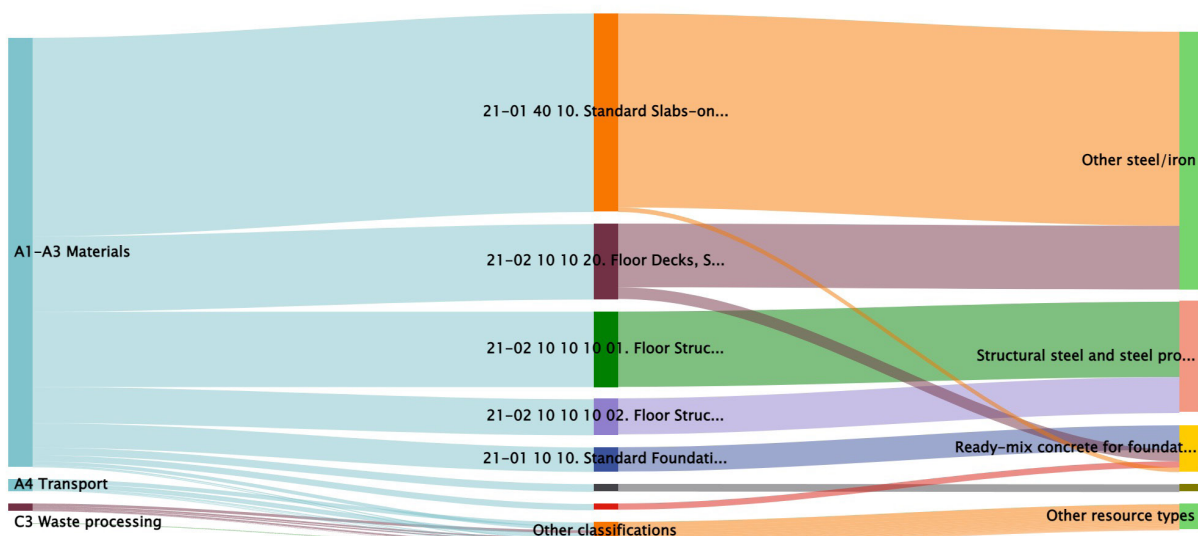 21-01 40 10. Standard Slabs-on...
Other steel/iron
A1-A3 Materials
21-02 10 10 20. Floor Decks, S...
21-02 10 10 10 01. Floor Struc...
Structural steel and steel pro...
21-02 10 10 10 02. Floor Struc...
21-01 10 10. Standard Foundati...
Ready-mix concrete for foundat...
A4 Transport
C3 Waste processing
Other classifications
Other resource types